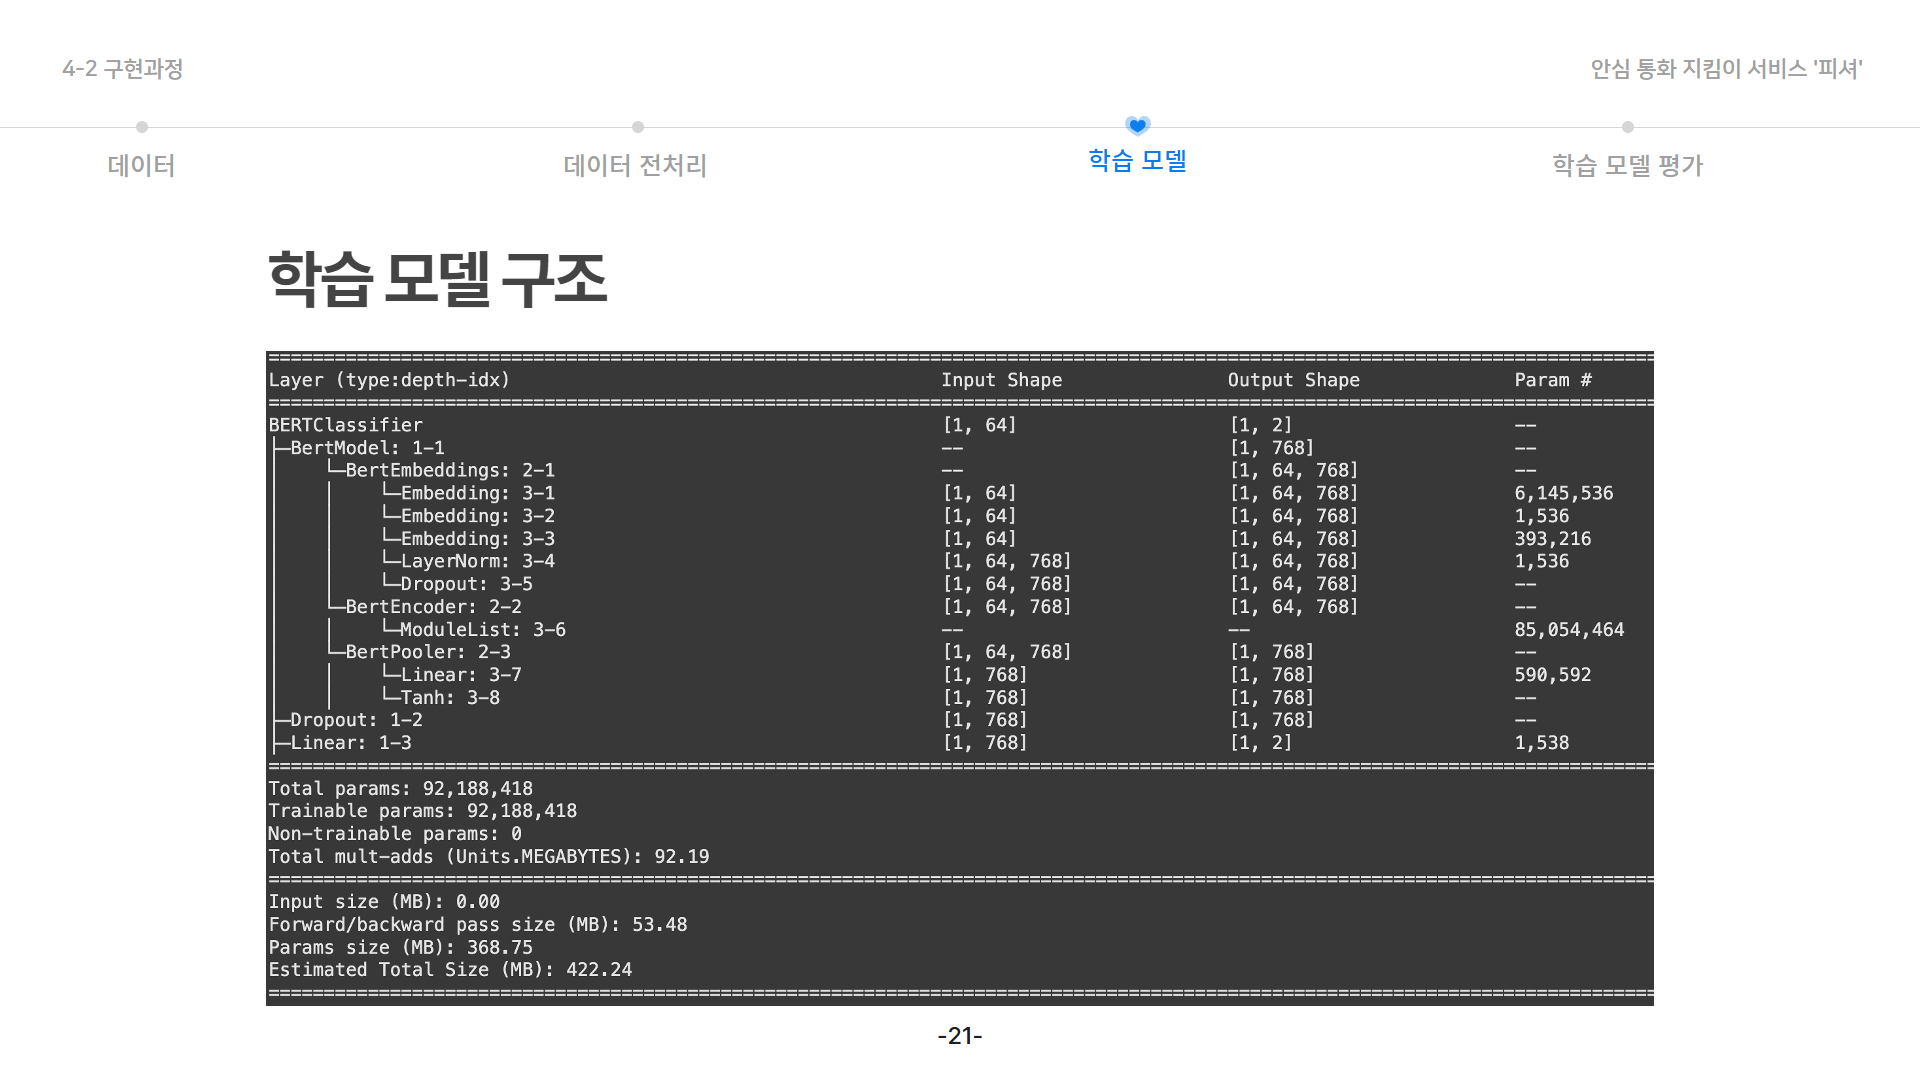 4-2 구현과정
안심 통화 지킴이 서비스 '피셔'
데이터
데이터 전처리
학습 모델
학습 모델 평가
학습 모델 구조
==========================================================================================
Layer (type:depth-idx) Input Shape Output Shape Param #
==========================================================================================
BERTClassifier [1, 64] [1, 2] --
├─BertModel: 1-1 -- [1, 768] --
│ └─BertEmbeddings: 2-1 -- [1, 64, 768] --
│ │ └─Embedding: 3-1 [1, 64] [1, 64, 768] 6,145,536
│ │ └─Embedding: 3-2 [1, 64] [1, 64, 768] 1,536
│ │ └─Embedding: 3-3 [1, 64] [1, 64, 768] 393,216
│ │ └─LayerNorm: 3-4 [1, 64, 768] [1, 64, 768] 1,536
│ │ └─Dropout: 3-5 [1, 64, 768] [1, 64, 768] --
│ └─BertEncoder: 2-2 [1, 64, 768] [1, 64, 768] --
│ │ └─ModuleList: 3-6 -- -- 85,054,464
│ └─BertPooler: 2-3 [1, 64, 768] [1, 768] --
│ │ └─Linear: 3-7 [1, 768] [1, 768] 590,592
│ │ └─Tanh: 3-8 [1, 768] [1, 768] --
├─Dropout: 1-2 [1, 768] [1, 768] --
├─Linear: 1-3 [1, 768] [1, 2] 1,538
==========================================================================================
Total params: 92,188,418
Trainable params: 92,188,418
Non-trainable params: 0
Total mult-adds (Units.MEGABYTES): 92.19
==========================================================================================
Input size (MB): 0.00
Forward/backward pass size (MB): 53.48
Params size (MB): 368.75
Estimated Total Size (MB): 422.24
==========================================================================================
-21-